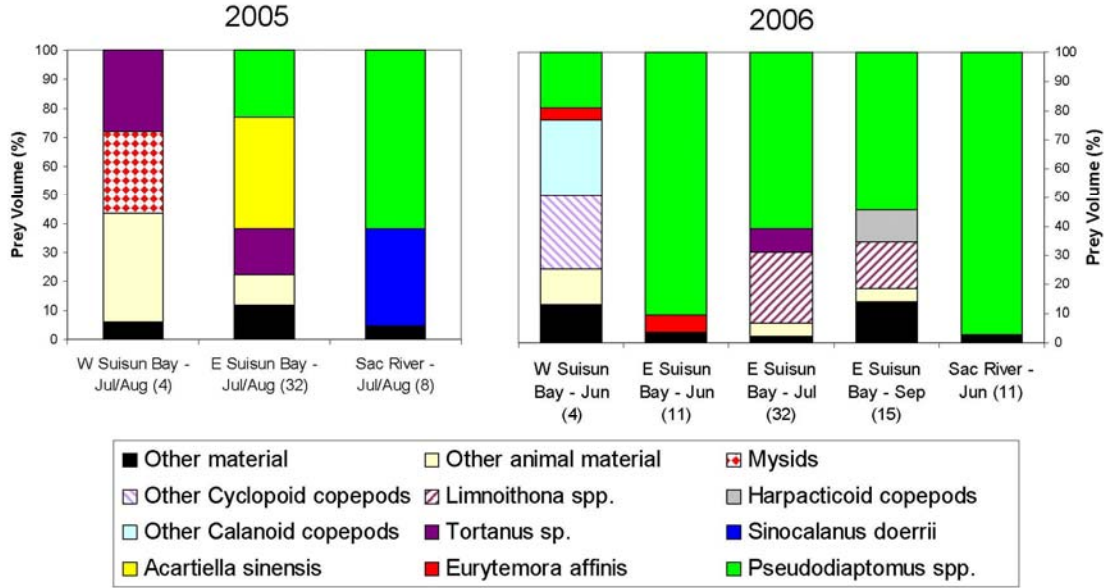 2005
2006
100
90
80
70
60
50
40
30
20
10
0
Prey Volume (%)
W Suisun Bay -
Jul/Aug (4)
E Suisun Bay -
Jul/Aug (32)
Sac River -
Jul/Aug (8)
W Suisun
Bay - Jun
(4)
E Suisun
Bay - Jun
(11)
E Suisun
Bay - Jul
(32)
E Suisun
Bay - Sep
(15)
Sac River -
Jun (11)
100
90
80
70
60
50
40
30
20
10
0
Prey Volume (%)
Other material
Other animal material
Mysids
Other Cyclopoid copepods
Limnoithona spp.
Harpacticoid copepods
Other Calanoid copepods
Tortanus sp.
Sinocalanus doerrii
Acartiella sinensis
Eurytemora affinis
Pseudodiaptomus spp.